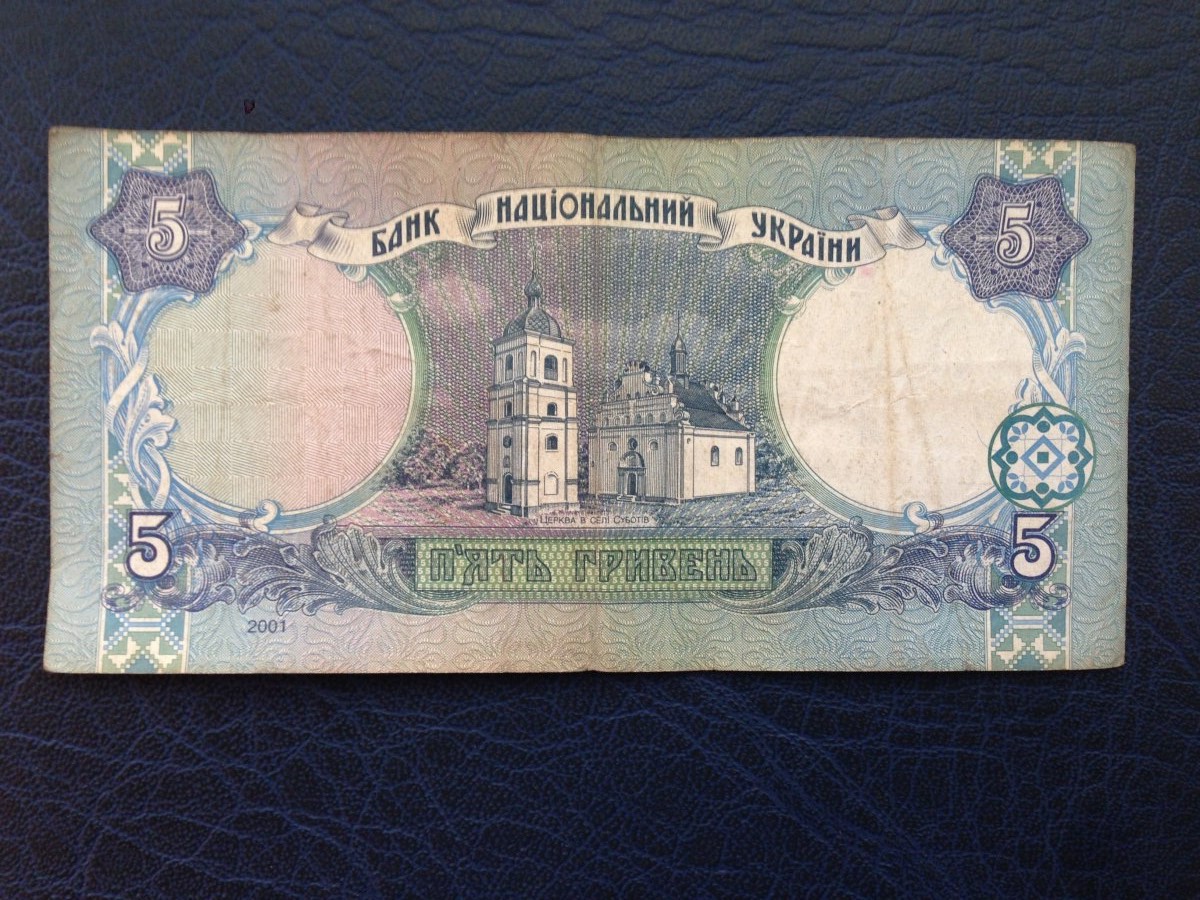 5 5
БАНК НАЦІОНАЛЬНИЙ УКРАЇНИ
ЦЕРКВА В СЕЛІ СУБОТІВ
5 П'ЯТЬ ГРИВЕНЬ 5
2001